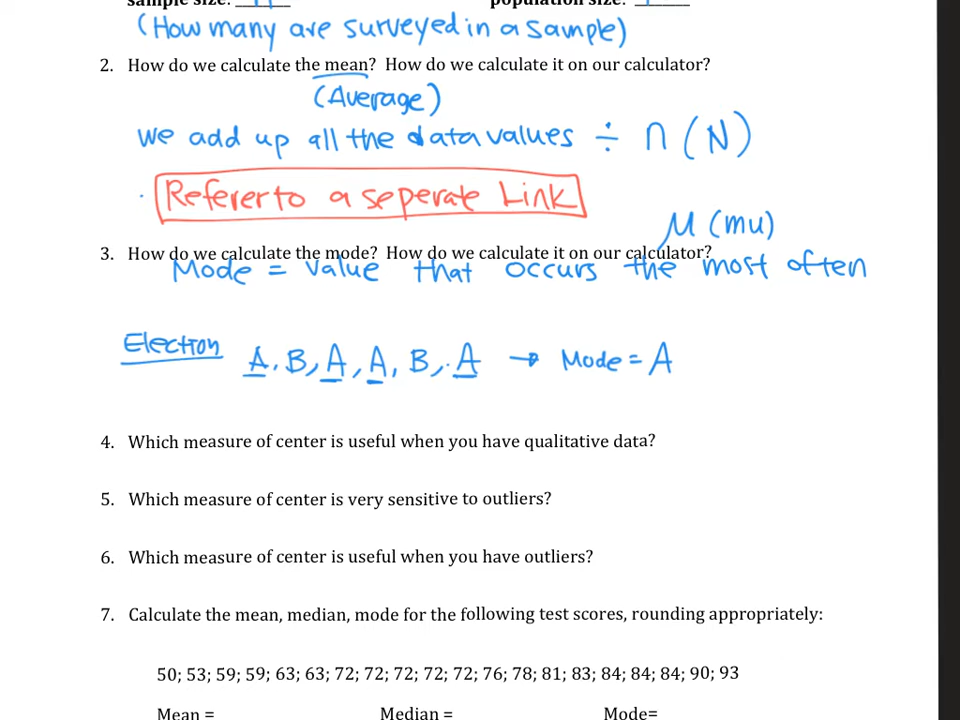 sample size: ______ population size: ______
(How many are surveyed in a sample)
2. How do we calculate the mean? How do we calculate it on our calculator?
(Average)
we add up all the data values ÷ n (N)
Referer to a seperate Link
M (mu)
3. How do we calculate the mode? How do we calculate it on our calculator?
Mode = value that occurs the most often
Election A, B, A, A, B, A → Mode = A
4. Which measure of center is useful when you have qualitative data?
5. Which measure of center is very sensitive to outliers?
6. Which measure of center is useful when you have outliers?
7. Calculate the mean, median, mode for the following test scores, rounding appropriately:
50; 53; 59; 59; 63; 63; 72; 72; 72; 72; 72; 76; 78; 81; 83; 84; 84; 84; 90; 93
Mean = Median = Mode=